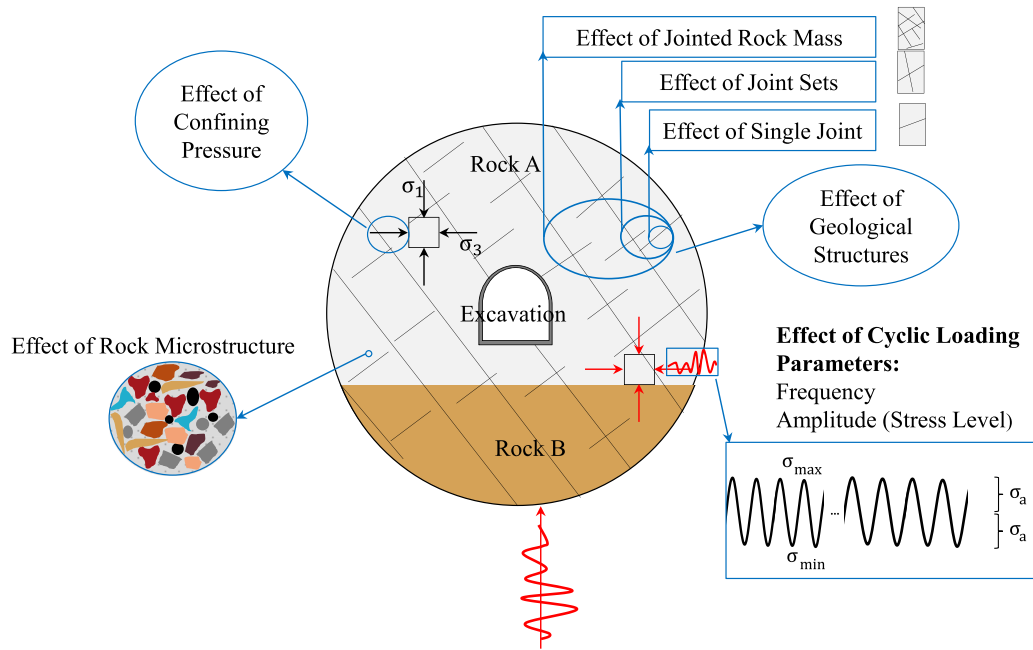 Effect of Jointed Rock Mass
Effect of Joint Sets
Effect of Single Joint
Effect of
Confining
Pressure
Rock A
σ1
σ3
Effect of
Geological
Structures
Excavation
Effect of Rock Microstructure
Effect of Cyclic Loading
Parameters:
Frequency
Amplitude (Stress Level)
Rock B
σmax
...
σa
σa
σmin